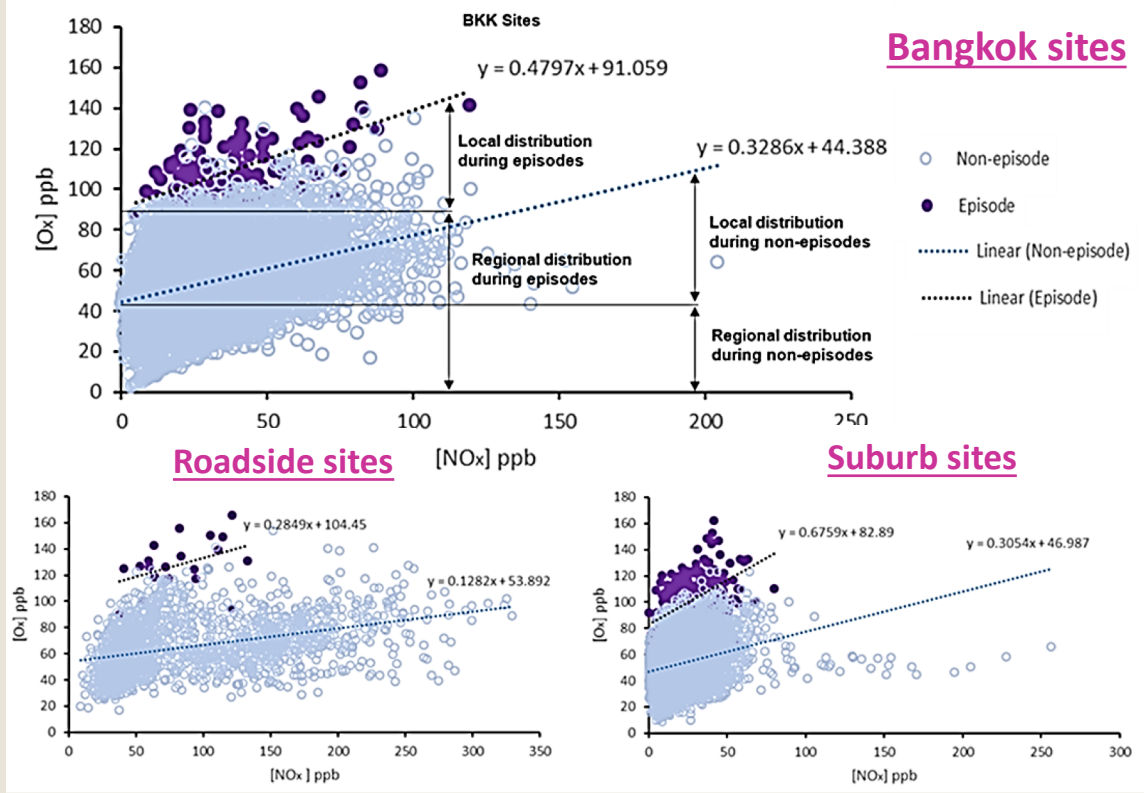 BKK Sites
Bangkok sites
y = 0.4797x + 91.059
y = 0.3286x + 44.388
Local distribution
during episodes
Regional distribution
during episodes
Local distribution
during non-episodes
Regional distribution
during non-episodes
Non-episode
Episode
Linear (Non-episode)
Linear (Episode)
[Ox] ppb
180
160
140
120
100
80
60
40
20
0
0 50 100 150 200 250
[NOx] ppb
Roadside sites
y = 0.2849x + 104.45
y = 0.1282x + 53.892
[Ox] ppb
180
160
140
120
100
80
60
40
20
0
0 50 100 150 200 250 300 350
[NOx] ppb
Suburb sites
y = 0.6759x + 82.89
y = 0.3054x + 46.987
[Ox] ppb
180
160
140
120
100
80
60
40
20
0
0 50 100 150 200 250 300
[NOx] ppb